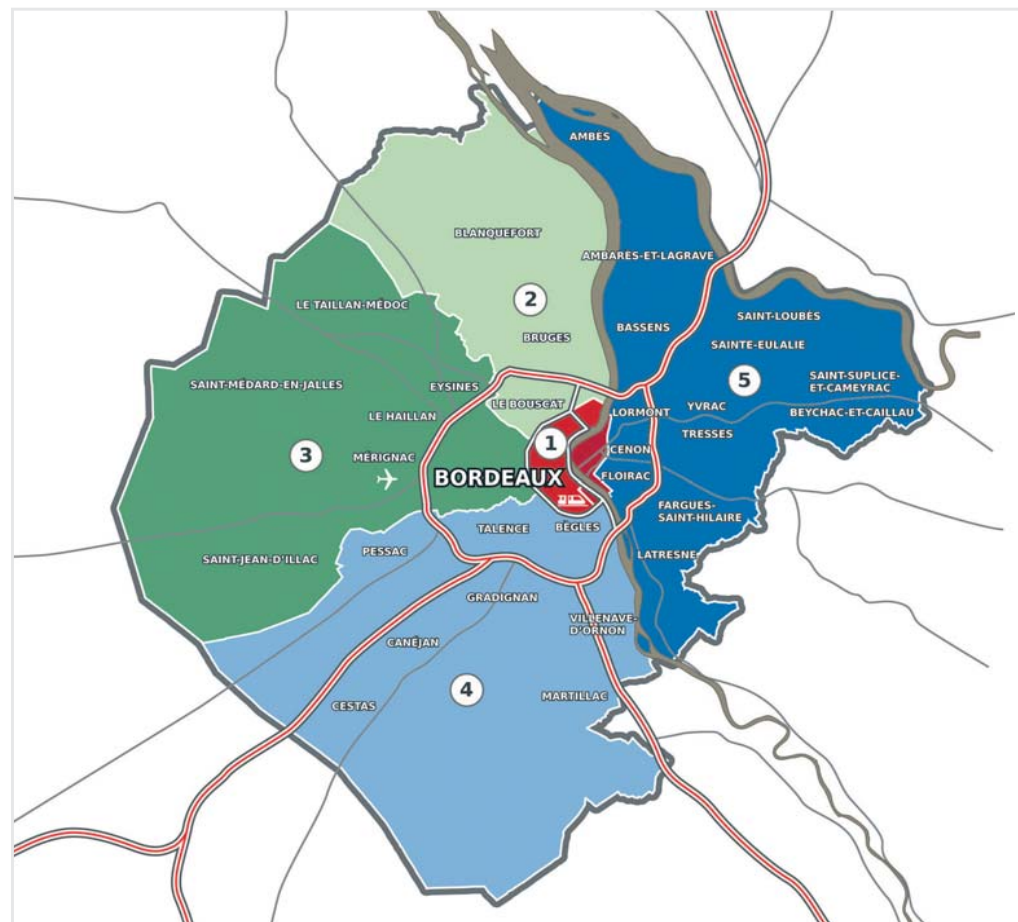 AMBÈS
BLANQUEFORT
AMBARÈS-ET-LAGRAVE
2
LE TAILLAN-MÉDOC
SAINT-LOUBÈS
BASSENS
BRUGES
SAINTE-EULALIE
SAINT-MÉDARD-EN-JALLES
EYSINES
5
SAINT-SUPLICE-
ET-CAMEYRAC
LE BOUSCAT
YVRAC
LE HAILLAN
LORMONT
BEYCHAC-ET-CAILLAU
TRESSES
1
3
MÉRIGNAC
CENON
BORDEAUX
FLOIRAC
FARGUES-
SAINT-HILAIRE
TALENCE
BÈGLES
PESSAC
LATRESNE
SAINT-JEAN-D'ILLAC
GRADIGNAN
VILLENAVE-
D'ORNON
CANÉJAN
4
MARTILLAC
CESTAS